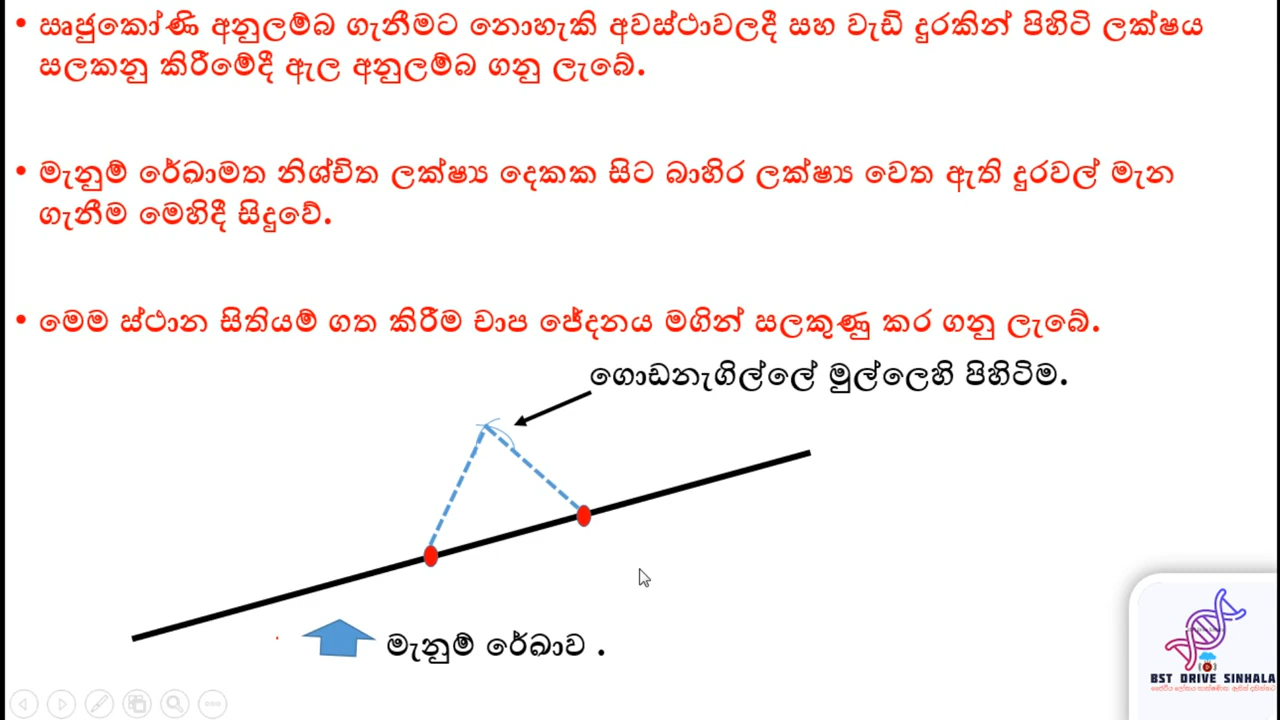 • සෘජුකෝණි අනුලම්බ ගැනීමට නොහැකි අවස්ථාවලදී සහ වැඩි දුරකින් පිහිටි ලක්ෂය
සලකනු කිරීමේදී ඇල අනුලම්බ ගනු ලැබේ.
• මැනුම් රේඛාමත නිශ්චිත ලක්ෂ්‍ය දෙකක සිට බාහිර ලක්ෂ්‍ය වෙත ඇති දුරවල් මැන
ගැනීම මෙහිදී සිදුවේ.
• මෙම ස්ථාන සිතියම් ගත කිරීම චාප ඡේදනය මගින් සලකුණු කර ගනු ලැබේ.
ගොඩනැගිල්ලේ මුල්ලෙහි පිහිටිම.
මැනුම් රේඛාව .
BST DRIVE SINHALA